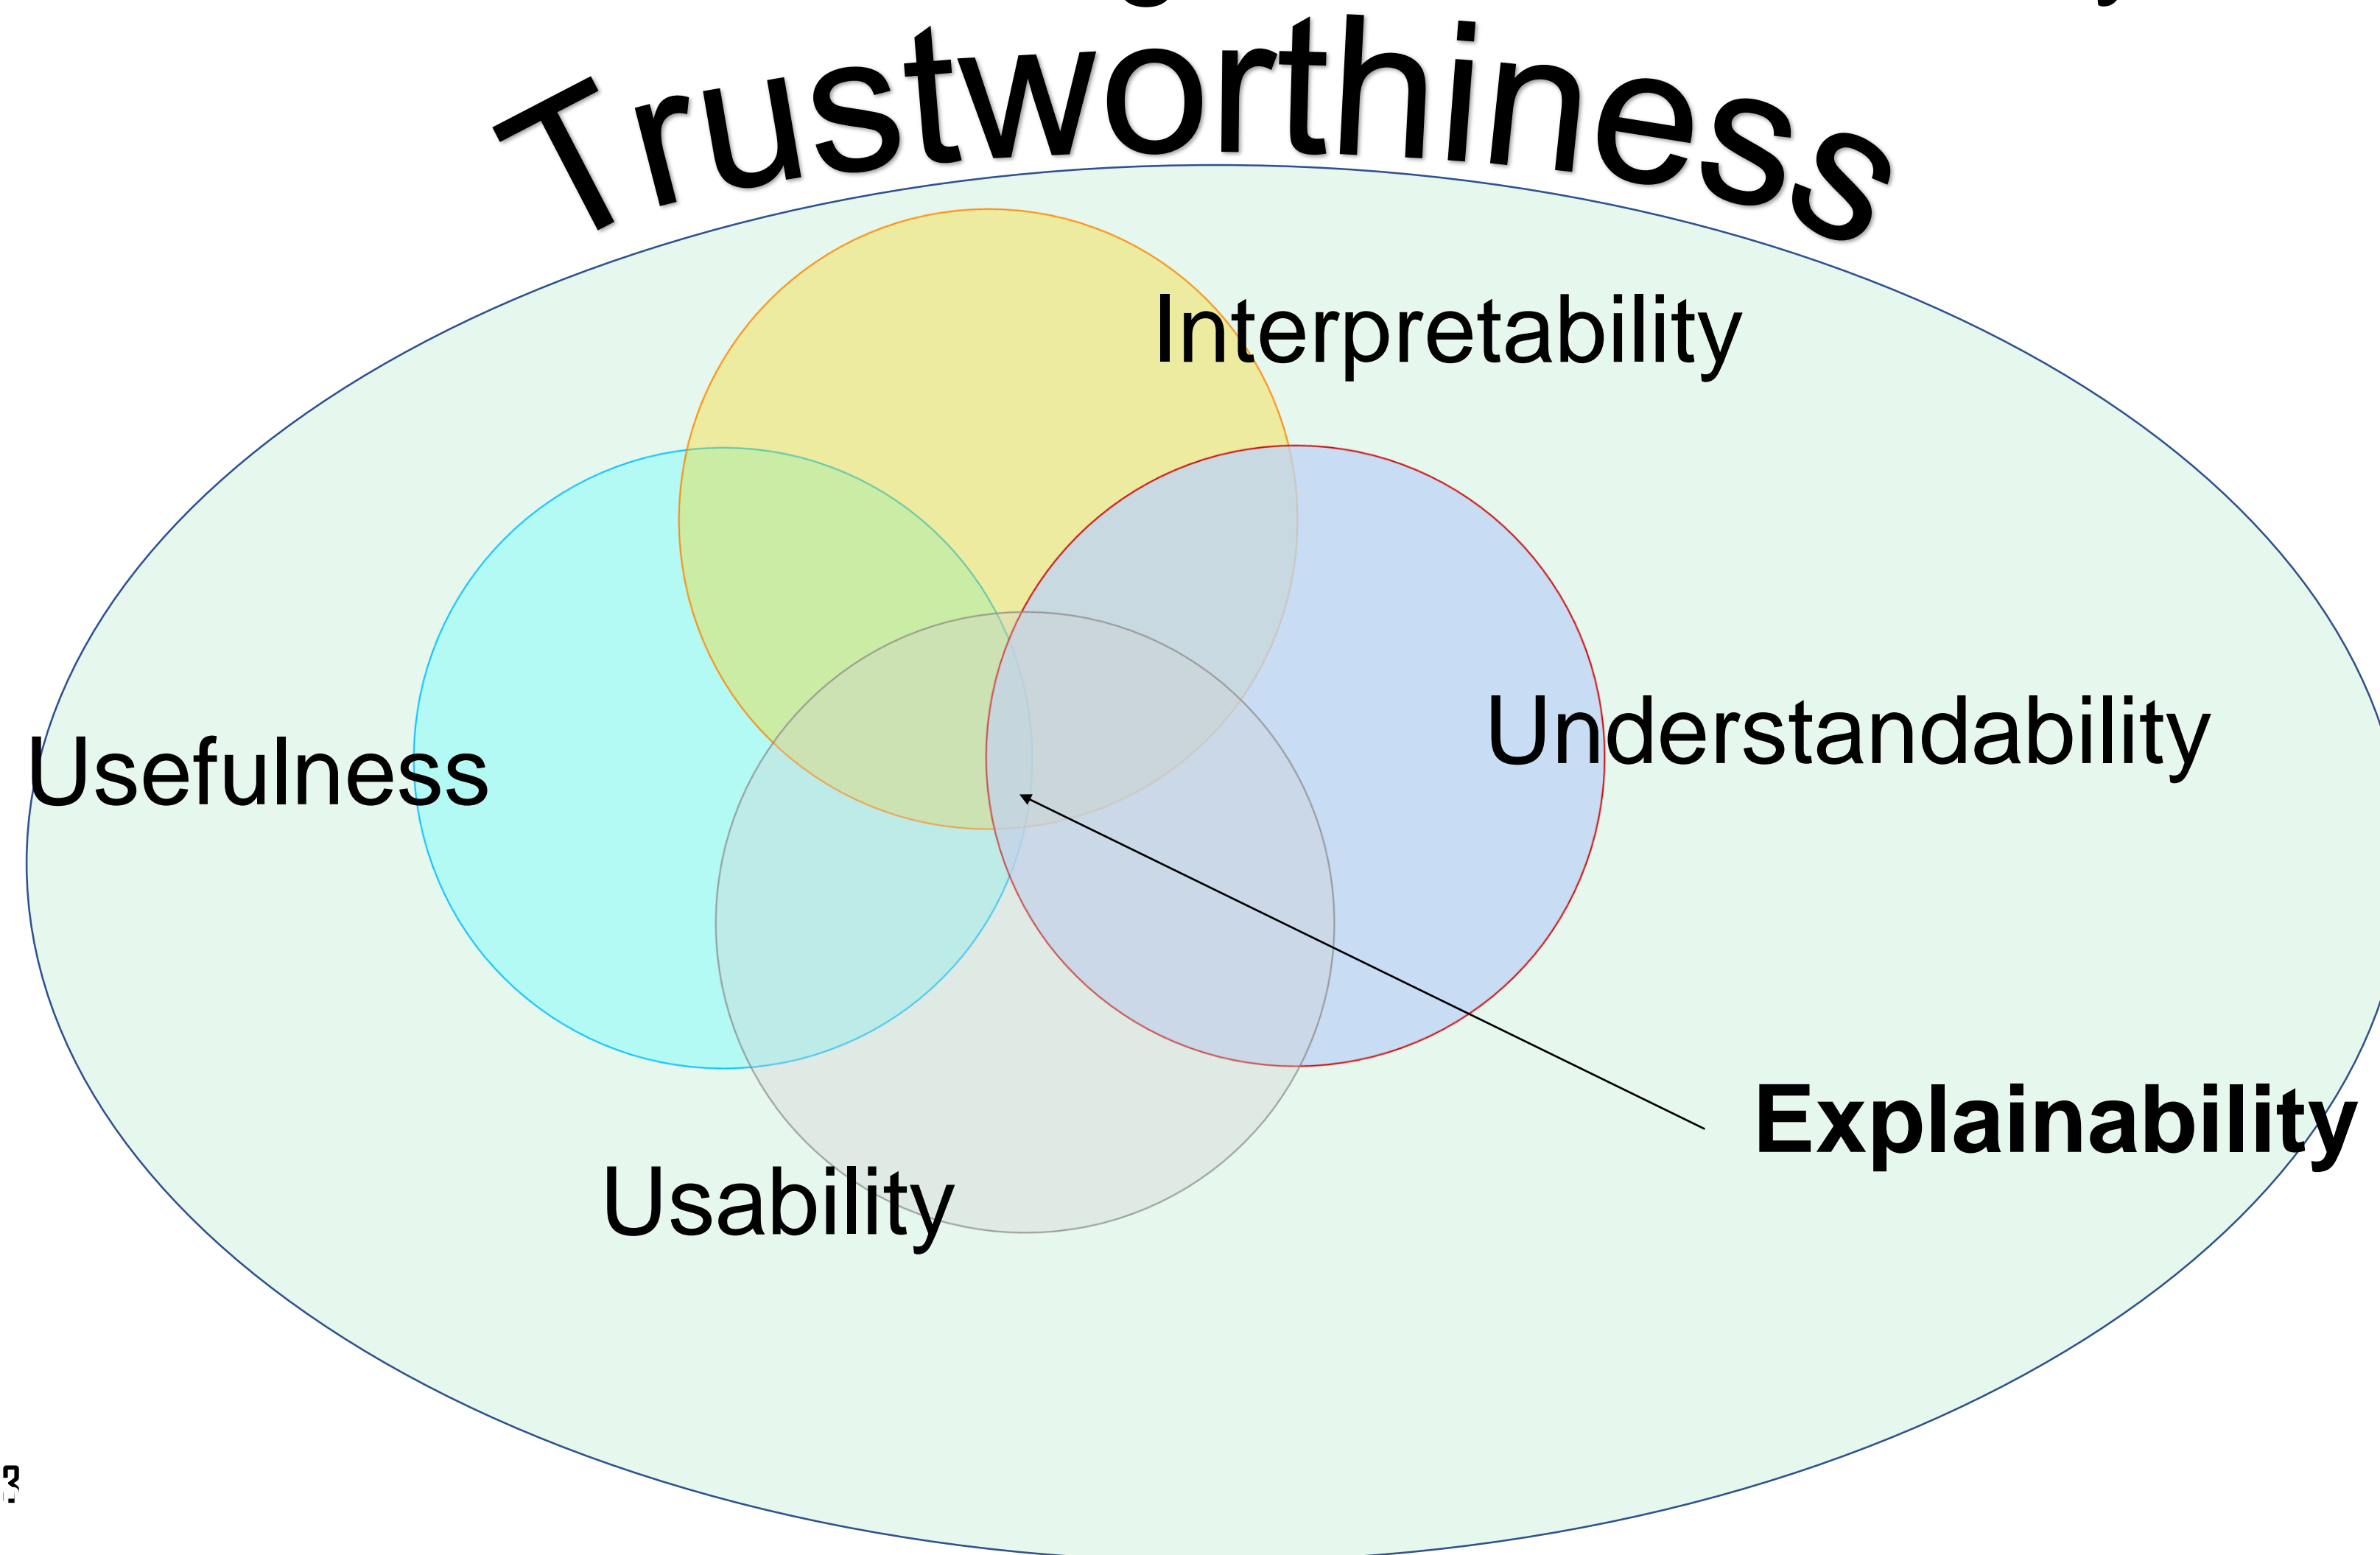 Trustworthiness
Interpretability
Understandability
Usefulness
Explainability
Usability